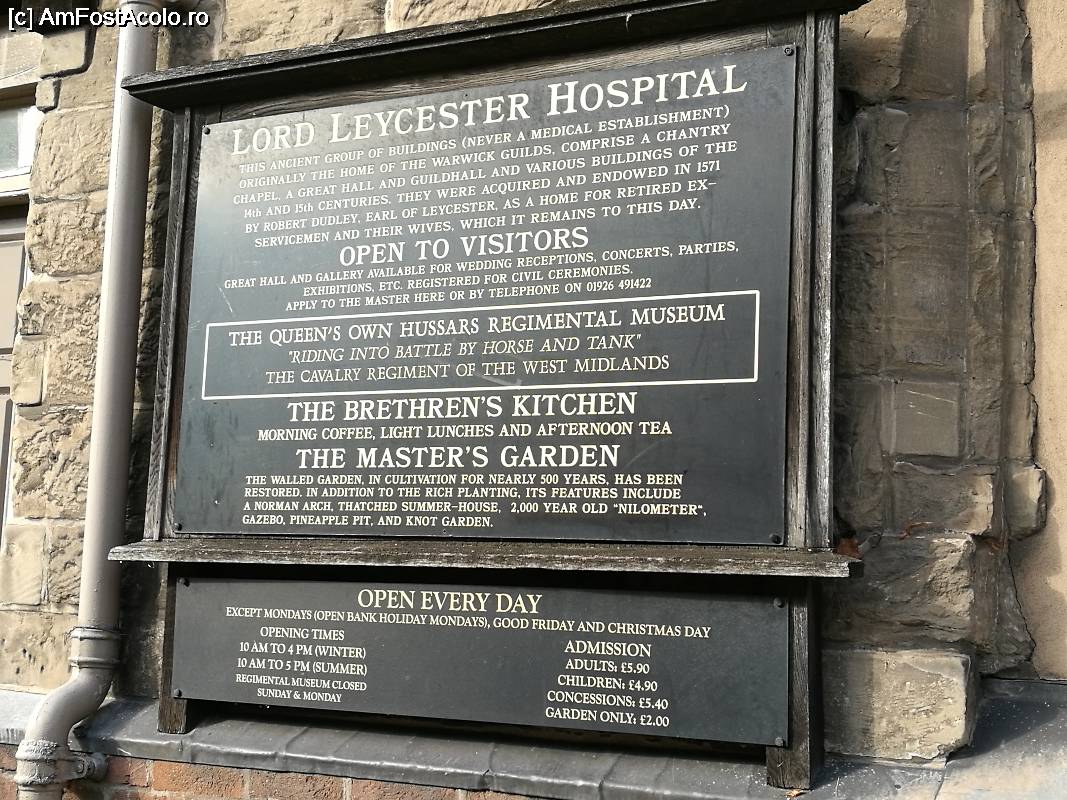 [c] AmFostAcolo.ro
LORD LEYCESTER HOSPITAL
THIS ANCIENT GROUP OF BUILDINGS (NEVER A MEDICAL ESTABLISHMENT)
ORIGINALLY THE HOME OF THE WARWICK GUILDS, COMPRISE A CHANTRY
CHAPEL, A GREAT HALL AND GUILDHALL AND VARIOUS BUILDINGS OF THE
14th AND 15th CENTURIES. THEY WERE ACQUIRED AND ENDOWED IN 1571
BY ROBERT DUDLEY, EARL OF LEYCESTER, AS A HOME FOR RETIRED EX-
SERVICEMEN AND THEIR WIVES, WHICH IT REMAINS TO THIS DAY.
OPEN TO VISITORS
GREAT HALL AND GALLERY AVAILABLE FOR WEDDING RECEPTIONS, CONCERTS, PARTIES,
EXHIBITIONS, ETC. REGISTERED FOR CIVIL CEREMONIES.
APPLY TO THE MASTER HERE OR BY TELEPHONE ON 01926 491422
THE QUEEN'S OWN HUSSARS REGIMENTAL MUSEUM
"RIDING INTO BATTLE BY HORSE AND TANK"
THE CAVALRY REGIMENT OF THE WEST MIDLANDS
THE BRETHREN'S KITCHEN
MORNING COFFEE, LIGHT LUNCHES AND AFTERNOON TEA
THE MASTER'S GARDEN
THE WALLED GARDEN, IN CULTIVATION FOR NEARLY 500 YEARS, HAS BEEN
RESTORED. IN ADDITION TO THE RICH PLANTING, ITS FEATURES INCLUDE
A NORMAN ARCH, THATCHED SUMMER-HOUSE, 2,000 YEAR OLD "NILOMETER",
GAZEBO, PINEAPPLE PIT, AND KNOT GARDEN.
OPEN EVERY DAY
EXCEPT MONDAYS (OPEN BANK HOLIDAY MONDAYS), GOOD FRIDAY AND CHRISTMAS DAY
OPENING TIMES
10 AM TO 4 PM (WINTER)
10 AM TO 5 PM (SUMMER)
REGIMENTAL MUSEUM CLOSED
SUNDAY & MONDAY
ADMISSION
ADULTS: £5.90
CHILDREN: £4.90
CONCESSIONS: £5.40
GARDEN ONLY: £2.00